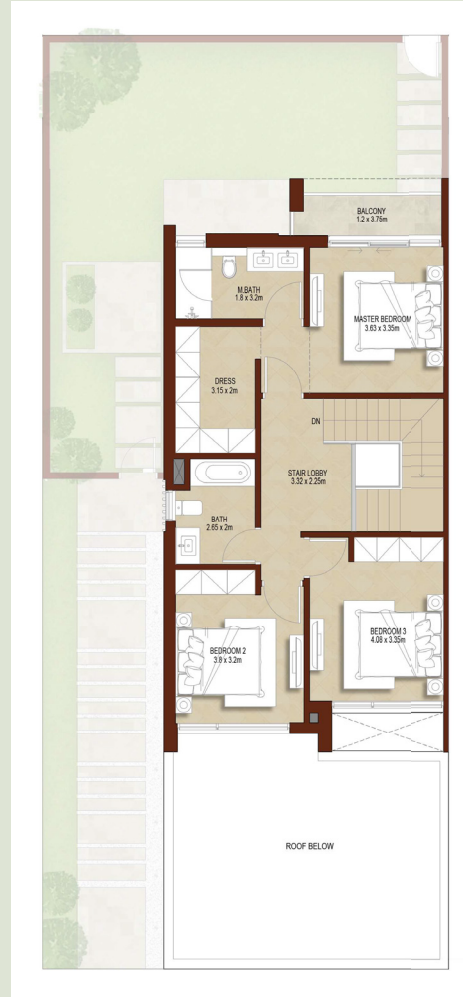 BALCONY
1.2 x 3.75m
M.BATH
1.8 x 3.2m
MASTER BEDROOM
3.63 x 3.35m
DRESS
3.15 x 2m
DN
STAIR LOBBY
3.32 x 2.25m
BATH
2.65 x 2m
BEDROOM 2
3.8 x 3.2m
BEDROOM 3
4.08 x 3.35m
ROOF BELOW